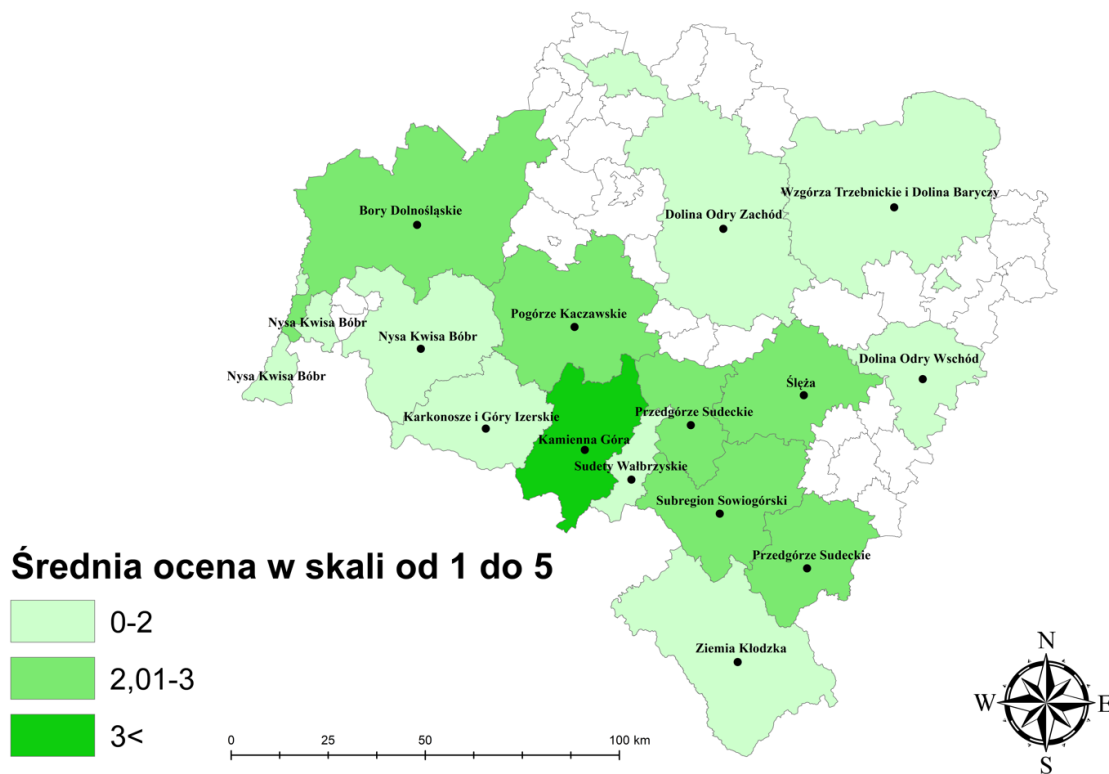 Wzgórza Trzebnickie i Dolina Baryczy
Bory Dolnośląskie
Dolina Odry Zachód
Pogórze Kaczawskie
Nysa Kwisa Bóbr
Nysa Kwisa Bóbr
Dolina Odry Wschód
Nysa Kwisa Bóbr
Ślęża
Karkonosze i Góry Izerskie
Przedgórze Sudeckie
Kamienna Góra
Sudety Wałbrzyskie
Subregion Sowiogórski
Przedgórze Sudeckie
Ziemia Kłodzka
Średnia ocena w skali od 1 do 5
0-2
2,01-3
3<
0 25 50 100 km
N
W E
S